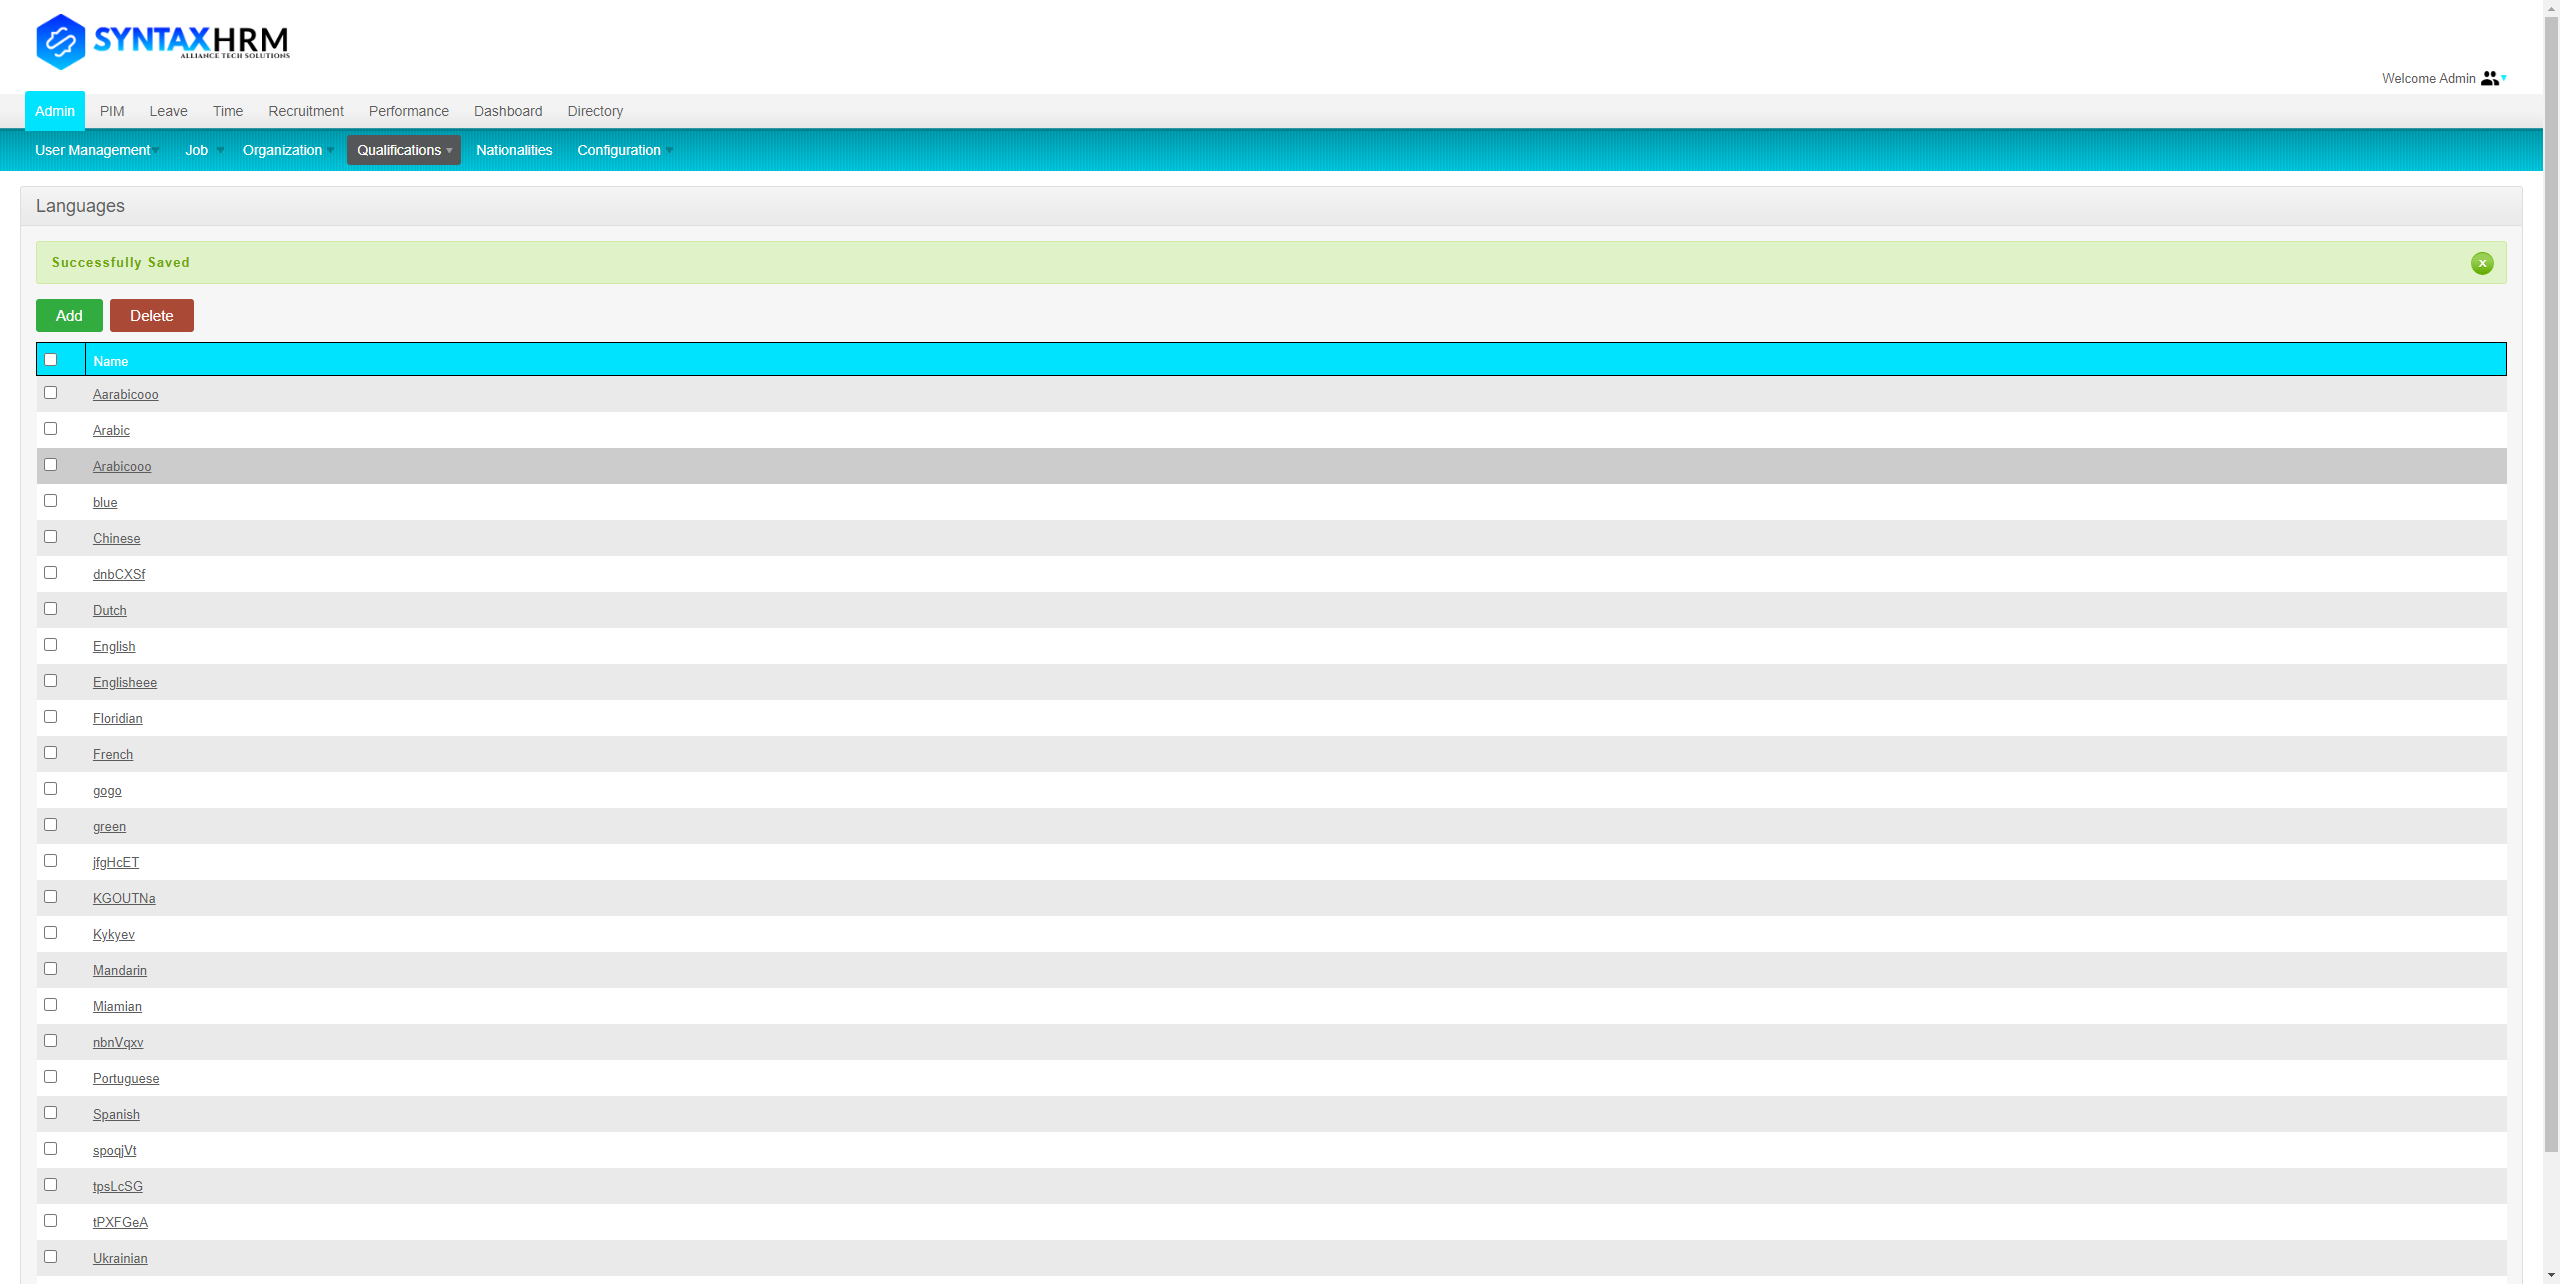 SYNTAXHRM
ALLIANCE TECH SOLUTIONS
Welcome Admin
Admin PIM Leave Time Recruitment Performance Dashboard Directory
User Management Job Organization Qualifications Nationalities Configuration
Languages
Successfully Saved
x
Add Delete
Name
Aarabicooo
Arabic
Arabicooo
blue
Chinese
dnbCXSf
Dutch
English
Englisheee
Floridian
French
gogo
green
jfgHcET
KGOUTNa
Kykyev
Mandarin
Miamian
nbnVqxv
Portuguese
Spanish
spoqjVt
tpsLcSG
tPXFGeA
Ukrainian